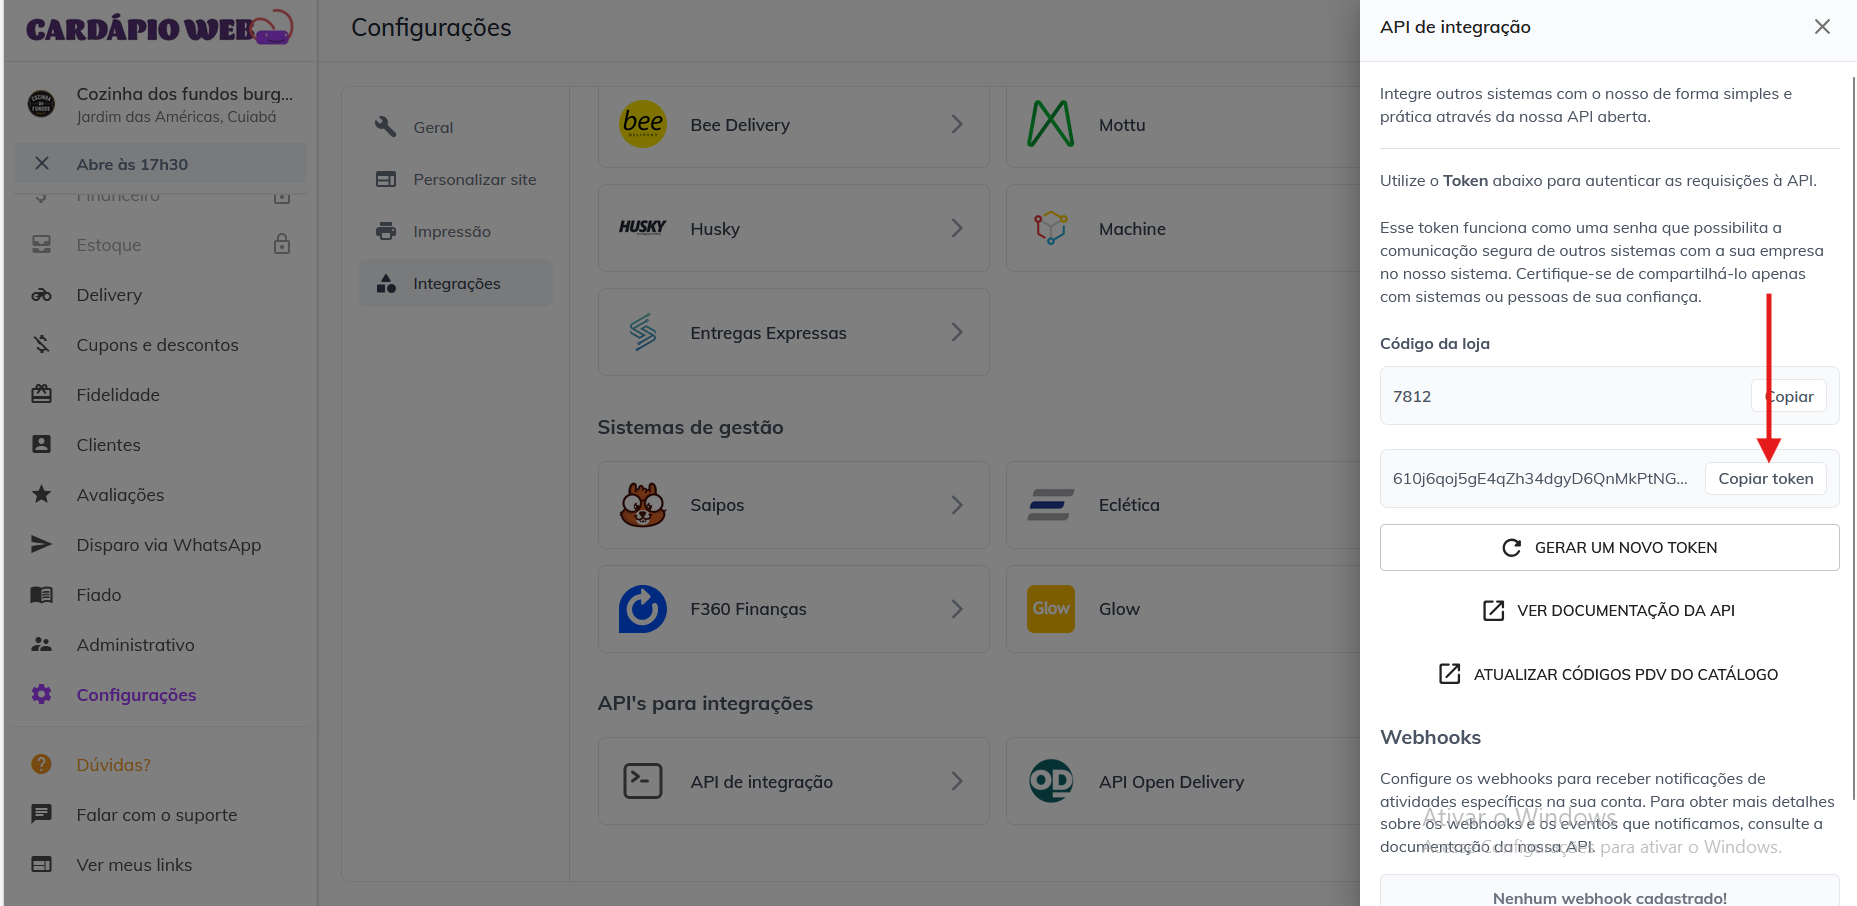 CARDÁPIO WEB
Cozinha dos fundos burg...
Jardim das Américas, Cuiabá
Abre às 17h30
Financeiro
Estoque
Delivery
Cupons e descontos
Fidelidade
Clientes
Avaliações
Disparo via WhatsApp
Fiado
Administrativo
Configurações
Dúvidas?
Falar com o suporte
Ver meus links
Configurações
Geral
Personalizar site
Impressão
Integrações
bee
DELIVERY
Bee Delivery
Mottu
HUSKY
Husky
Machine
Entregas Expressas
Sistemas de gestão
Saipos
Eclética
F360 Finanças
Glow
Glow
API's para integrações
API de integração
API Open Delivery
API de integração
Integre outros sistemas com o nosso de forma simples e
prática através da nossa API aberta.
Utilize o Token abaixo para autenticar as requisições à API.
Esse token funciona como uma senha que possibilita a
comunicação segura de outros sistemas com a sua empresa
no nosso sistema. Certifique-se de compartilhá-lo apenas
com sistemas ou pessoas de sua confiança.
Código da loja
7812
Copiar
610j6qoj5gE4qZh34dgyD6QnMkPtNG...
Copiar token
GERAR UM NOVO TOKEN
VER DOCUMENTAÇÃO DA API
ATUALIZAR CÓDIGOS PDV DO CATÁLOGO
Webhooks
Configure os webhooks para receber notificações de
atividades específicas na sua conta. Para obter mais detalhes
sobre os webhooks e os eventos que notificamos, consulte a
documentação da nossa API.
Ativar o Windows
Acesse Configurações para ativar o Windows.
Nenhum webhook cadastrado!